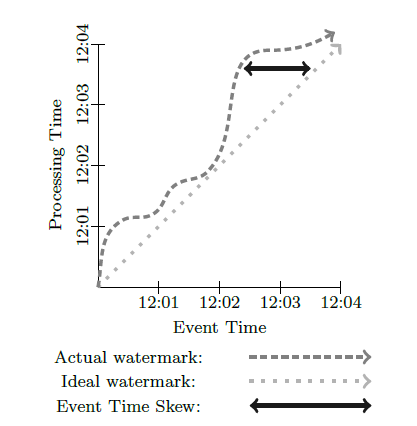 12:04
12:03
12:02
12:01
Processing Time
12:01 12:02 12:03 12:04
Event Time
Actual watermark:
Ideal watermark:
Event Time Skew: